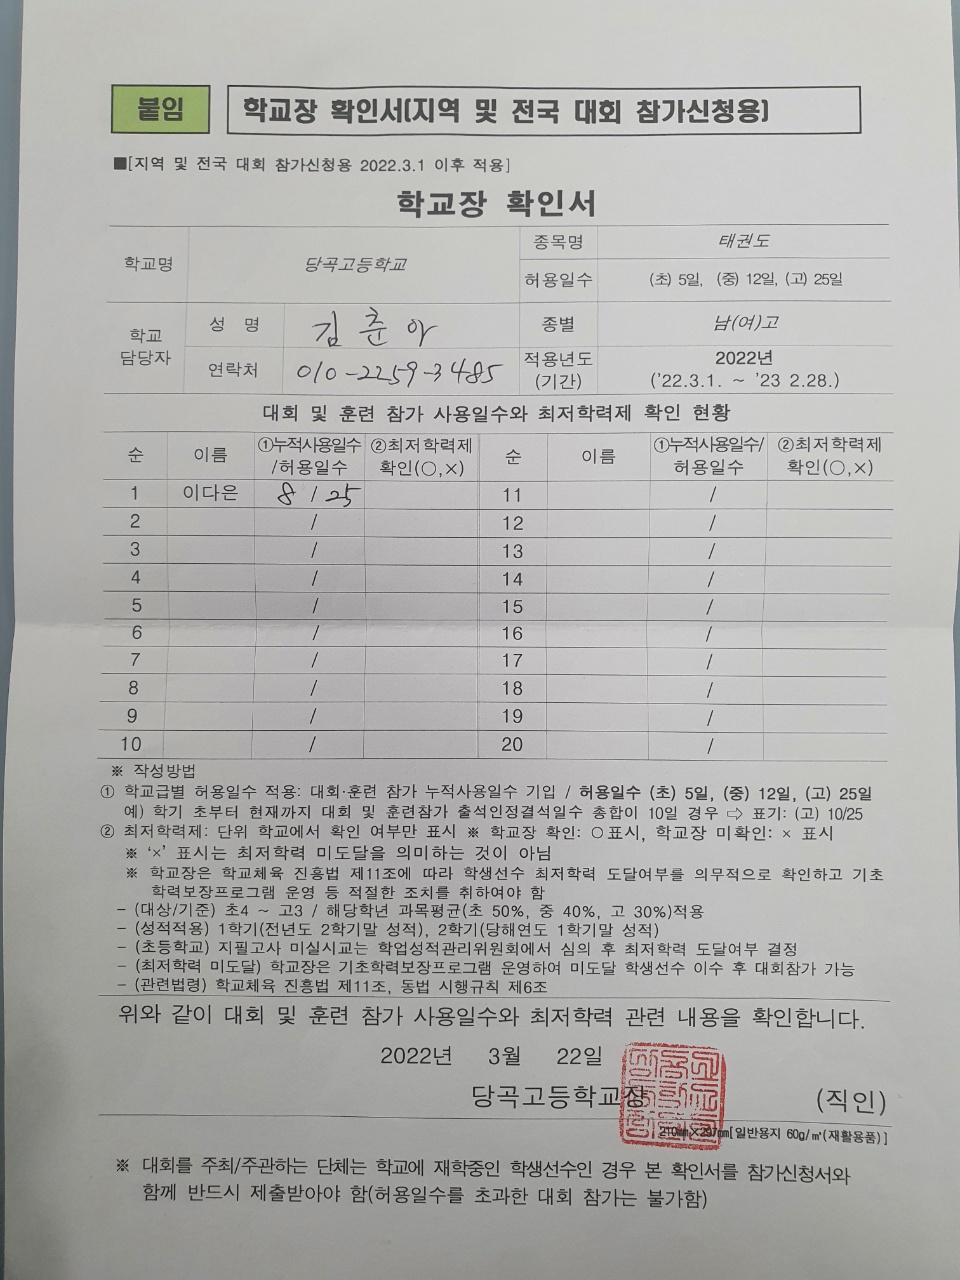 붙임
학교장 확인서(지역 및 전국 대회 참가신청용)
■[지역 및 전국 대회 참가신청용 2022.3.1 이후 적용]
학교장 확인서
학교명 당곡고등학교 종목명 태권도
허용일수 (초) 5일, (중) 12일, (고) 25일
학교 담당자 성 명 김춘아 종별 남(여)고
연락처 010-2259-3485 적용년도 (기간) 2022년 ('22.3.1. ~ '23 2.28.)
대회 및 훈련 참가 사용일수와 최저학력제 확인 현황
순 이름 ①누적사용일수/허용일수 ②최저학력제 확인(○,×) 순 이름 ①누적사용일수/허용일수 ②최저학력제 확인(○,×)
1 이다은 8 / 25 11 /
2 / 12 /
3 / 13 /
4 / 14 /
5 / 15 /
6 / 16 /
7 / 17 /
8 / 18 /
9 / 19 /
10 / 20 /
※ 작성방법
① 학교급별 허용일수 적용: 대회·훈련 참가 누적사용일수 기입 / 허용일수 (초) 5일, (중) 12일, (고) 25일
예) 학기 초부터 현재까지 대회 및 훈련참가 출석인정결석일수 총합이 10일 경우 ⇨ 표기: (고) 10/25
② 최저학력제: 단위 학교에서 확인 여부만 표시 ※ 학교장 확인: ○표시, 학교장 미확인: × 표시
※ '×' 표시는 최저학력 미도달을 의미하는 것이 아님
※ 학교장은 학교체육 진흥법 제11조에 따라 학생선수 최저학력 도달여부를 의무적으로 확인하고 기초
학력보장프로그램 운영 등 적절한 조치를 취하여야 함
- (대상/기준) 초4 ~ 고3 / 해당학년 과목평균(초 50%, 중 40%, 고 30%)적용
- (성적적용) 1학기(전년도 2학기말 성적), 2학기(당해연도 1학기말 성적)
- (초등학교) 지필고사 미실시교는 학업성적관리위원회에서 심의 후 최저학력 도달여부 결정
- (최저학력 미도달) 학교장은 기초학력보장프로그램 운영하여 미도달 학생선수 이수 후 대회참가 가능
- (관련법령) 학교체육 진흥법 제11조, 동법 시행규칙 제6조
위와 같이 대회 및 훈련 참가 사용일수와 최저학력 관련 내용을 확인합니다.
2022년 3월 22일
당곡고등학교장 (직인)
210㎜×297㎜[일반용지 60g/㎡(재활용품)]
※ 대회를 주최/주관하는 단체는 학교에 재학중인 학생선수인 경우 본 확인서를 참가신청서와
함께 반드시 제출받아야 함(허용일수를 초과한 대회 참가는 불가함)